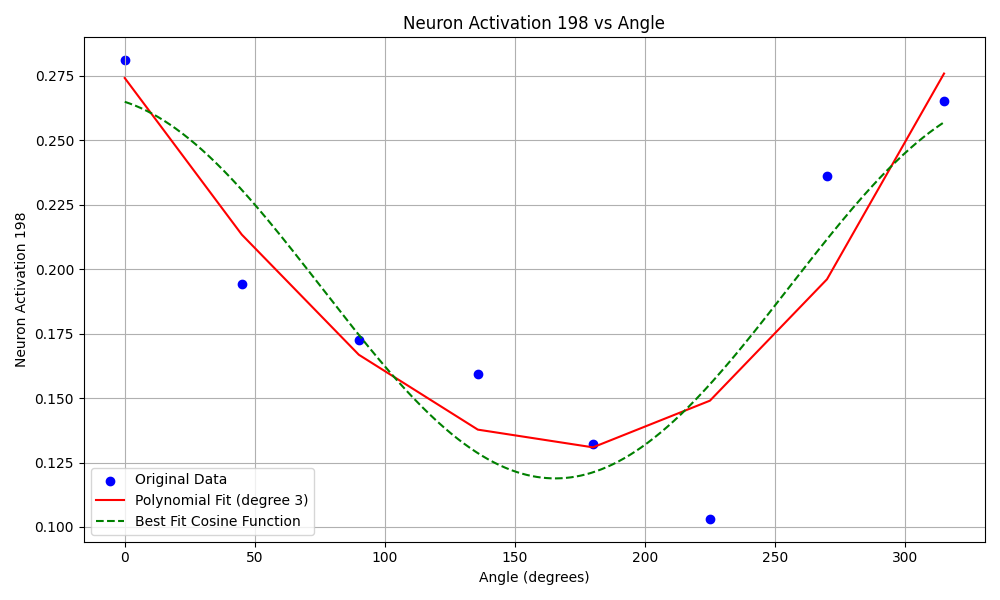 Neuron Activation 198 vs Angle
Neuron Activation 198
0.275
0.250
0.225
0.200
0.175
0.150
0.125
0.100
Original Data
Polynomial Fit (degree 3)
Best Fit Cosine Function
0 50 100 150 200 250 300
Angle (degrees)